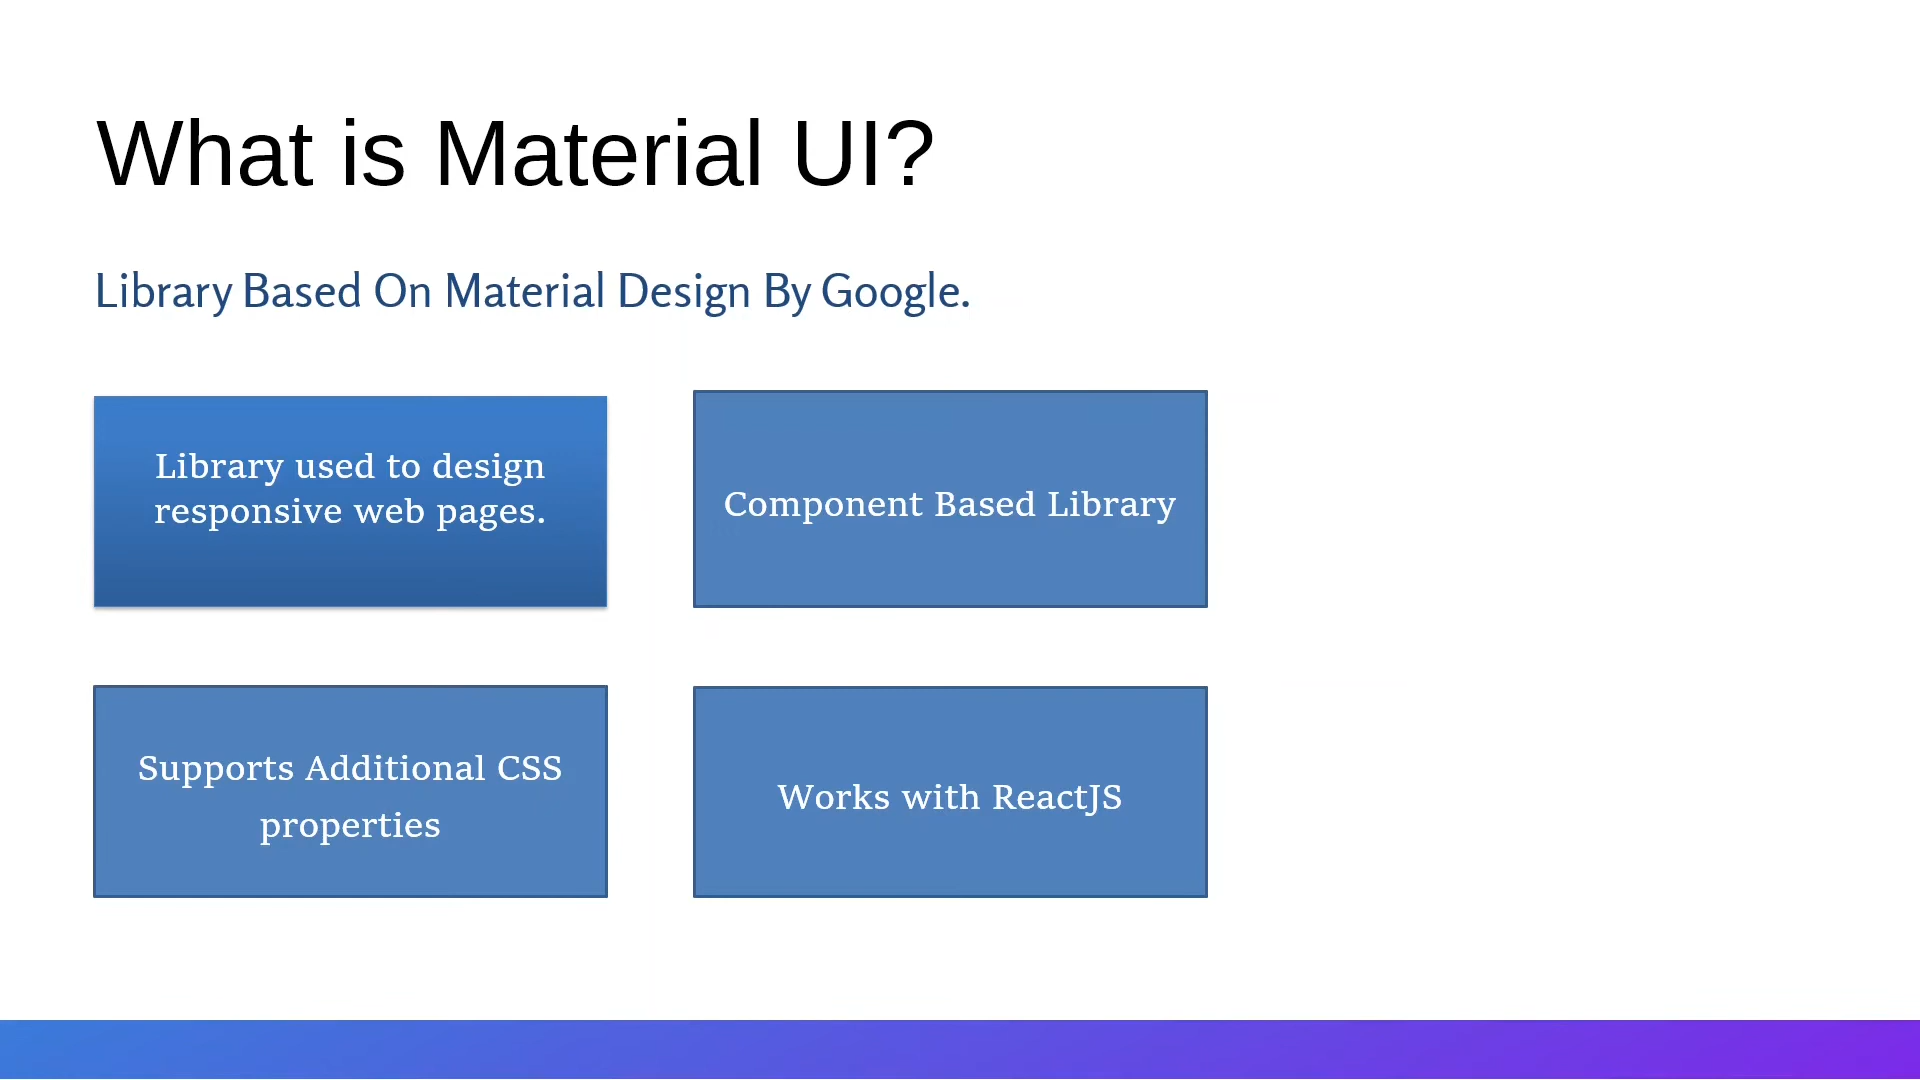 What is Material UI?
Library Based On Material Design By Google.
Library used to design
responsive web pages.
Component Based Library
Supports Additional CSS
properties
Works with ReactJS